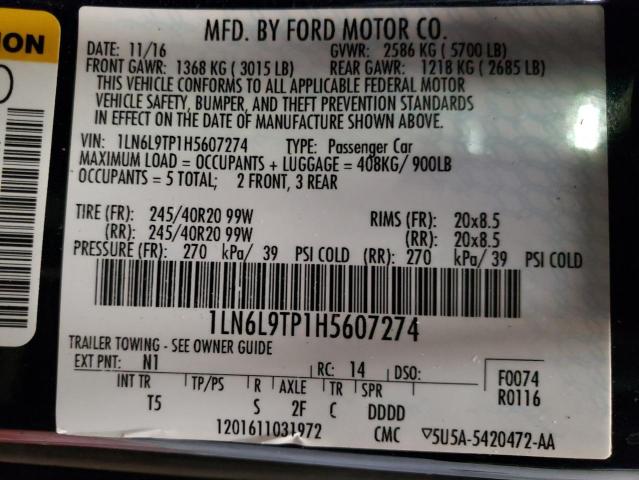 ION
MFD. BY FORD MOTOR CO.
DATE: 11/16 GVWR: 2586 KG ( 5700 LB)
FRONT GAWR: 1368 KG ( 3015 LB) REAR GAWR: 1218 KG ( 2685 LB)
THIS VEHICLE CONFORMS TO ALL APPLICABLE FEDERAL MOTOR
VEHICLE SAFETY, BUMPER, AND THEFT PREVENTION STANDARDS
IN EFFECT ON THE DATE OF MANUFACTURE SHOWN ABOVE.
VIN: 1LN6L9TP1H5607274 TYPE: Passenger Car
MAXIMUM LOAD = OCCUPANTS + LUGGAGE = 408KG/ 900LB
OCCUPANTS = 5 TOTAL; 2 FRONT, 3 REAR
TIRE (FR): 245/40R20 99W RIMS (FR): 20x8.5
(RR): 245/40R20 99W (RR): 20x8.5
PRESSURE (FR): 270 kPa/ 39 PSI COLD (RR): 270 kPa/ 39 PSI COLD
1LN6L9TP1H5607274
TRAILER TOWING - SEE OWNER GUIDE
EXT PNT: N1 RC: 14 DSO: F0074
R0116
INT TR TP/PS R AXLE TR SPR
T5 S 2F C DDDD
1201611031972 CMC ▽5U5A-5420472-AA